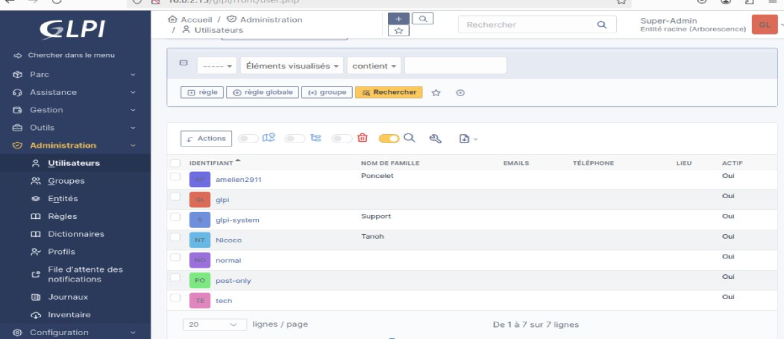 10.0.2.15/glpi/front/user.php
GLPI
Chercher dans le menu
Parc
Assistance
Gestion
Outils
Administration
Utilisateurs
Groupes
Entités
Règles
Dictionnaires
Profils
File d'attente des
notifications
Journaux
Inventaire
Configuration
Accueil / Administration
/ Utilisateurs
Rechercher
Super-Admin
Entité racine (Arborescence)
GL
----- Éléments visualisés contient
règle règle globale (×) groupe Rechercher
Actions
IDENTIFIANT NOM DE FAMILLE EMAILS TÉLÉPHONE LIEU ACTIF
amelien2911 Poncelet Oui
GL glpi Oui
S glpi-system Support Oui
NT Nicoco Tanoh Oui
NO normal Oui
PO post-only Oui
TE tech Oui
20 lignes / page De 1 à 7 sur 7 lignes